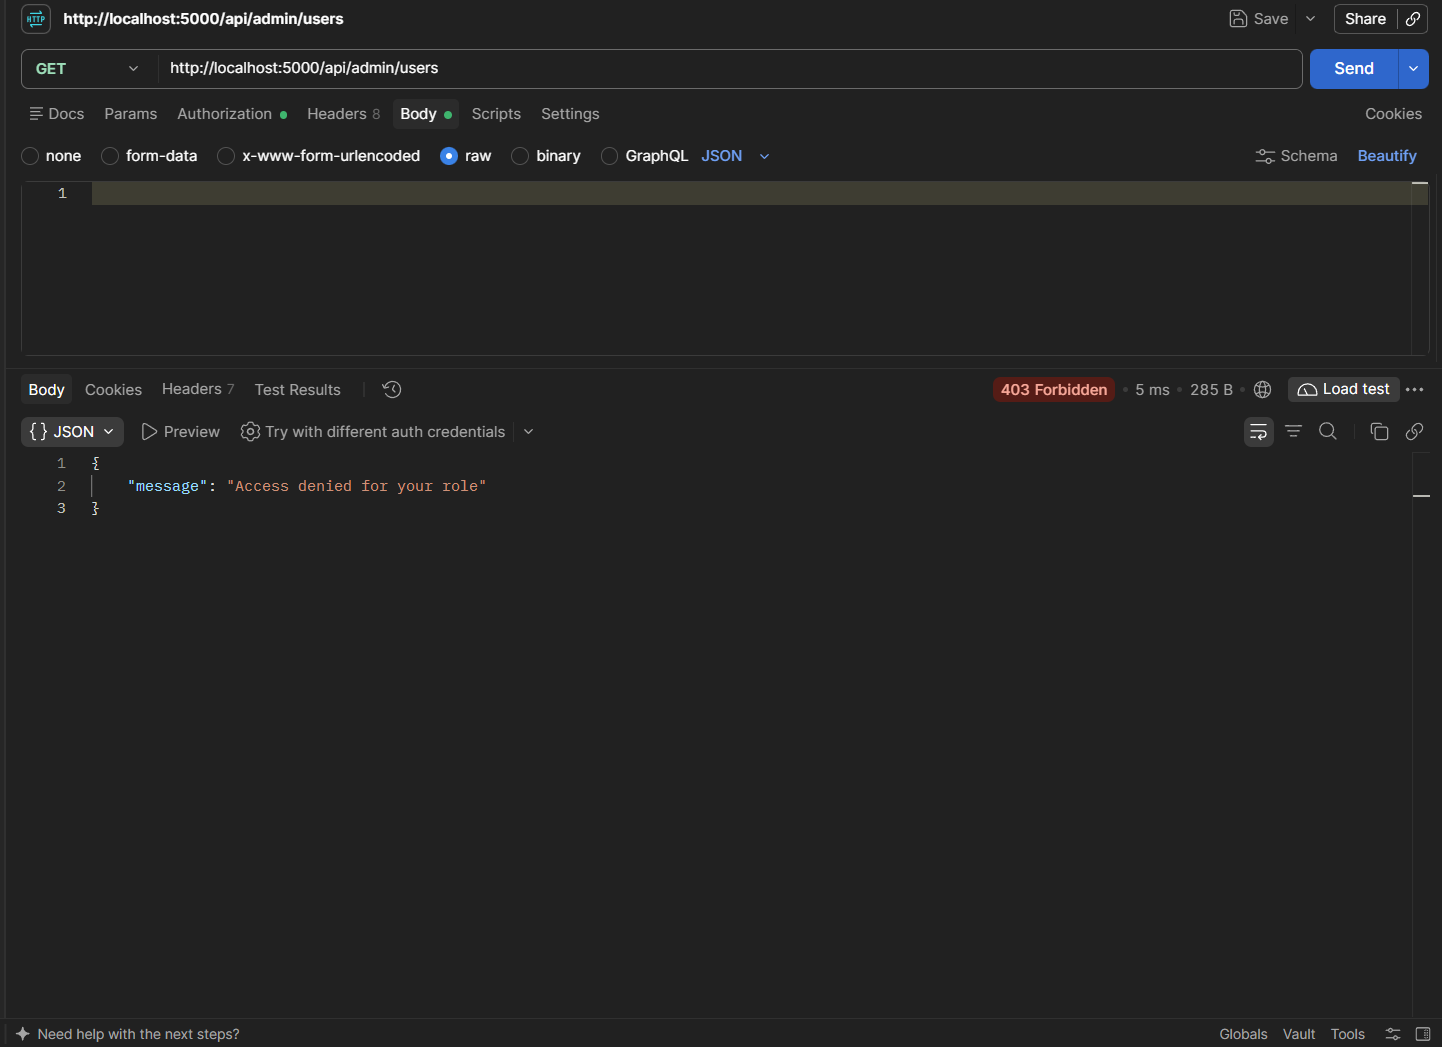 HTTP http://localhost:5000/api/admin/users Save Share
GET http://localhost:5000/api/admin/users Send
Docs Params Authorization Headers 8 Body Scripts Settings Cookies
none form-data x-www-form-urlencoded raw binary GraphQL JSON Schema Beautify
1
Body Cookies Headers 7 Test Results 403 Forbidden • 5 ms • 285 B • Load test
{} JSON Preview Try with different auth credentials
1 {
2 "message": "Access denied for your role"
3 }
Need help with the next steps? Globals Vault Tools